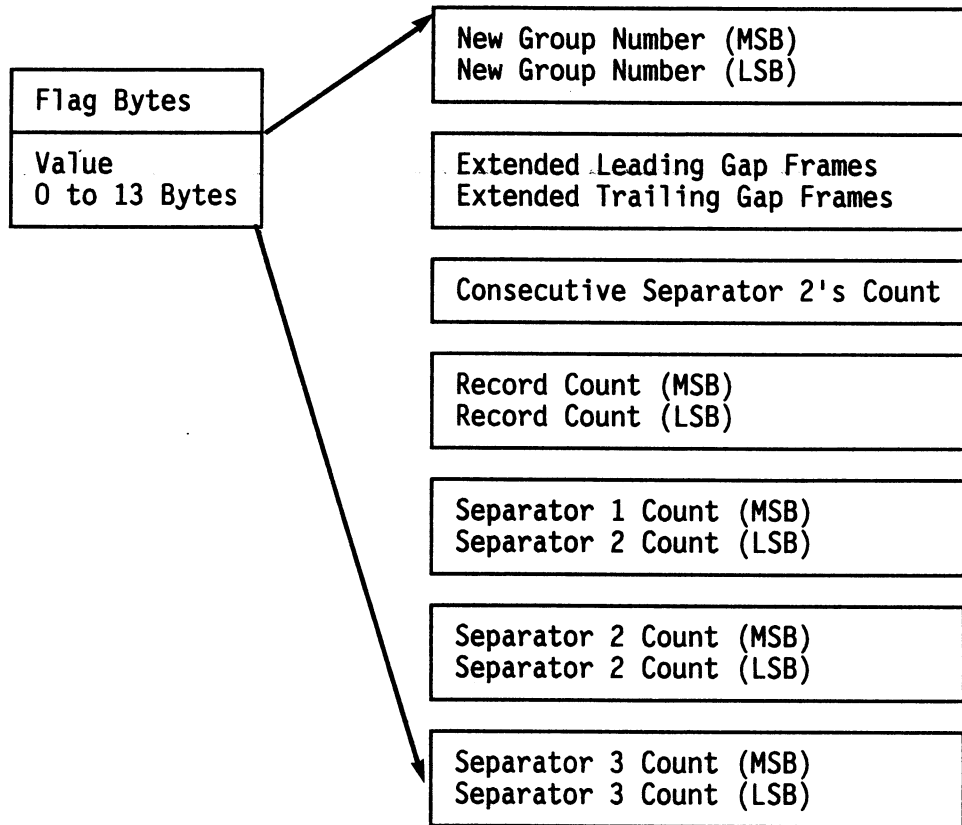 Flag Bytes
Value
0 to 13 Bytes
New Group Number (MSB)
New Group Number (LSB)
Extended Leading Gap Frames
Extended Trailing Gap Frames
Consecutive Separator 2's Count
Record Count (MSB)
Record Count (LSB)
Separator 1 Count (MSB)
Separator 2 Count (LSB)
Separator 2 Count (MSB)
Separator 2 Count (LSB)
Separator 3 Count (MSB)
Separator 3 Count (LSB)